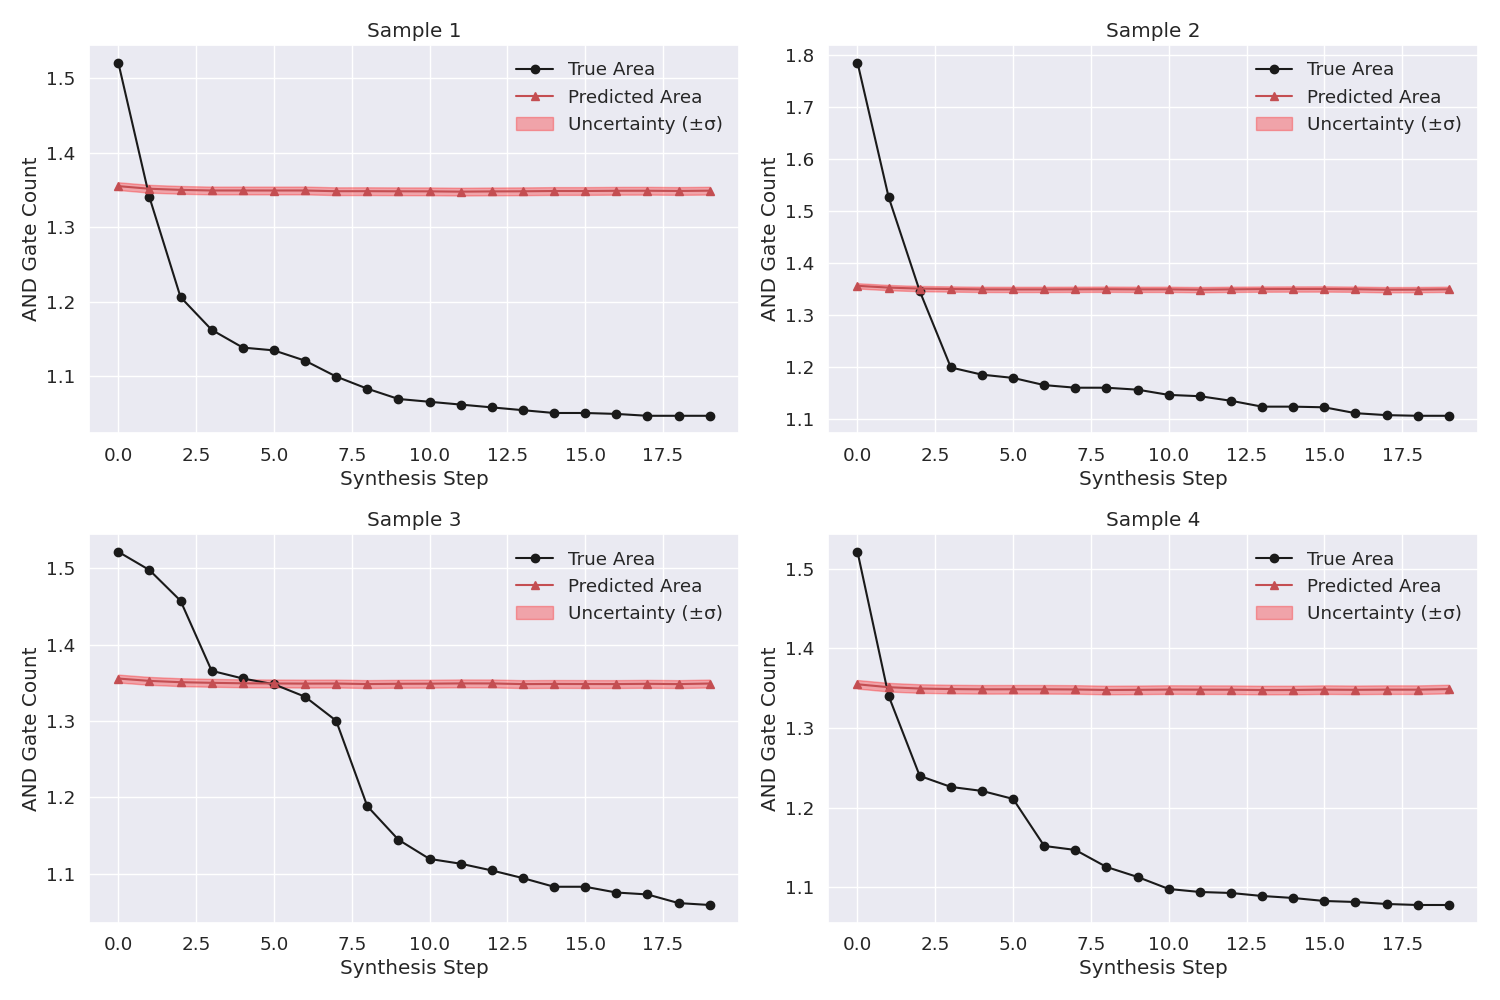 Sample 1
True Area
Predicted Area
Uncertainty (±σ)
AND Gate Count
1.5
1.4
1.3
1.2
1.1
0.0 2.5 5.0 7.5 10.0 12.5 15.0 17.5
Synthesis Step
Sample 2
True Area
Predicted Area
Uncertainty (±σ)
AND Gate Count
1.8
1.7
1.6
1.5
1.4
1.3
1.2
1.1
0.0 2.5 5.0 7.5 10.0 12.5 15.0 17.5
Synthesis Step
Sample 3
True Area
Predicted Area
Uncertainty (±σ)
AND Gate Count
1.5
1.4
1.3
1.2
1.1
0.0 2.5 5.0 7.5 10.0 12.5 15.0 17.5
Synthesis Step
Sample 4
True Area
Predicted Area
Uncertainty (±σ)
AND Gate Count
1.5
1.4
1.3
1.2
1.1
0.0 2.5 5.0 7.5 10.0 12.5 15.0 17.5
Synthesis Step